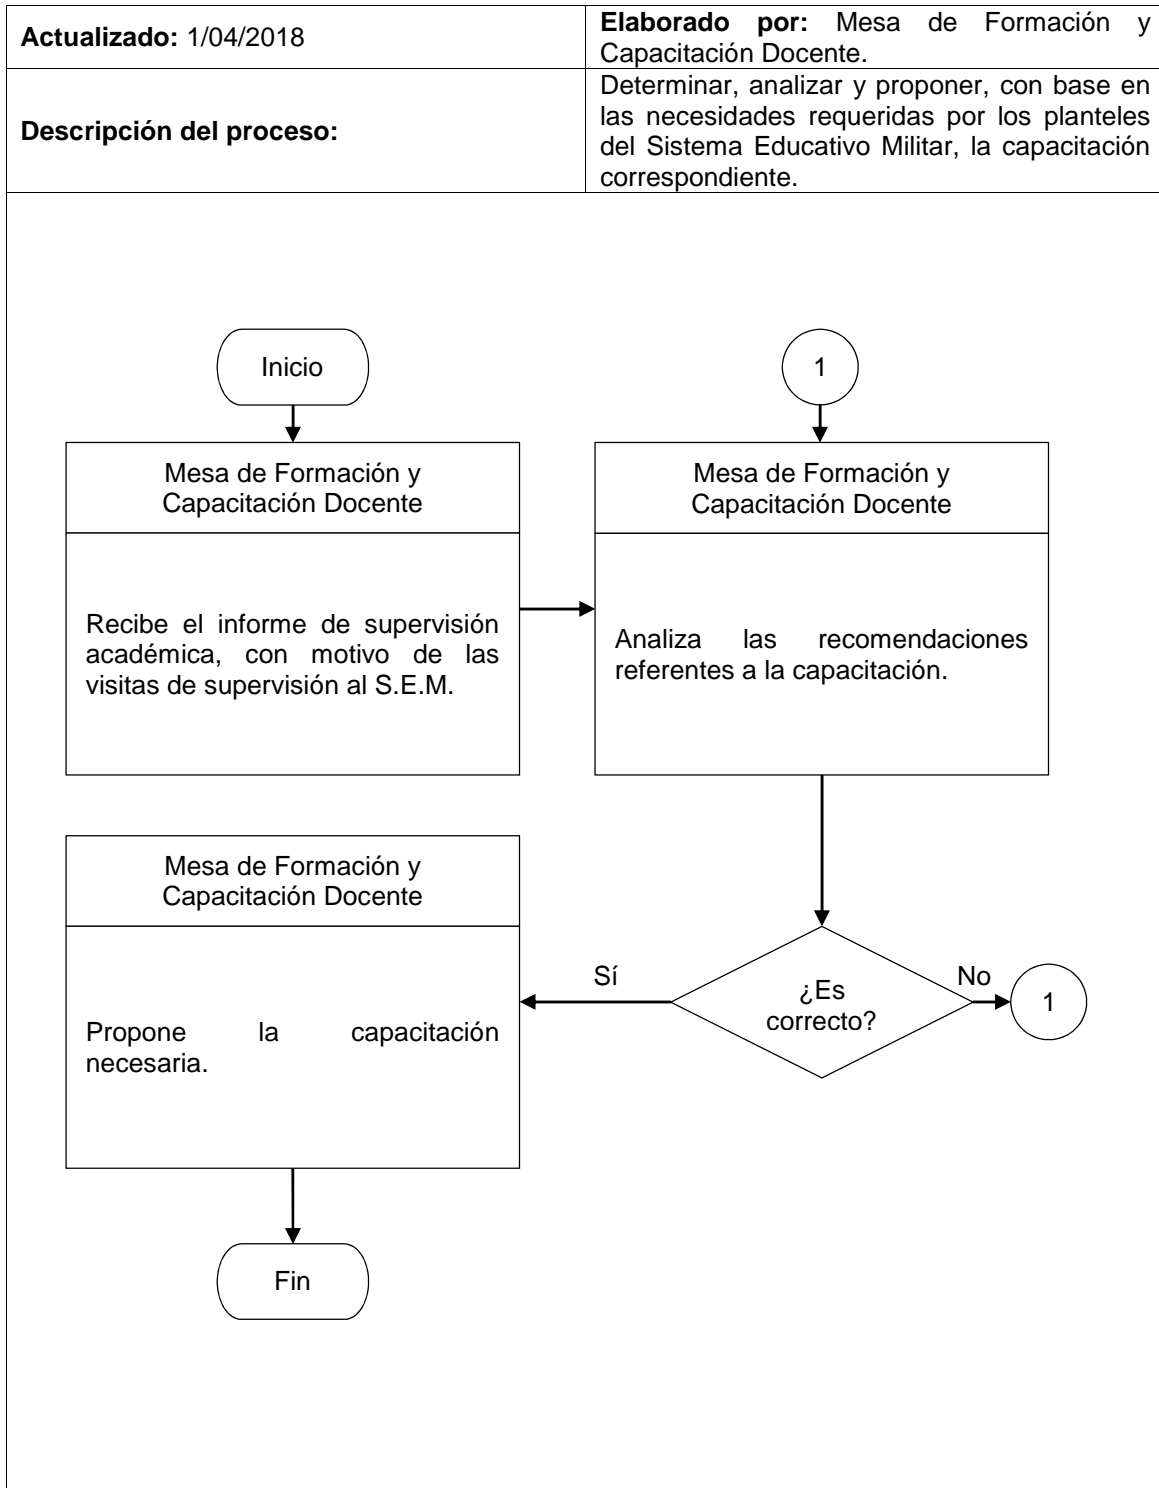 Actualizado: 1/04/2018
Elaborado por: Mesa de Formación y
Capacitación Docente.
Descripción del proceso:
Determinar, analizar y proponer, con base en
las necesidades requeridas por los planteles
del Sistema Educativo Militar, la capacitación
correspondiente.
Inicio
Mesa de Formación y
Capacitación Docente
Recibe el informe de supervisión
académica, con motivo de las
visitas de supervisión al S.E.M.
1
Mesa de Formación y
Capacitación Docente
Analiza las recomendaciones
referentes a la capacitación.
¿Es
correcto?
No
1
Sí
Mesa de Formación y
Capacitación Docente
Propone la capacitación
necesaria.
Fin